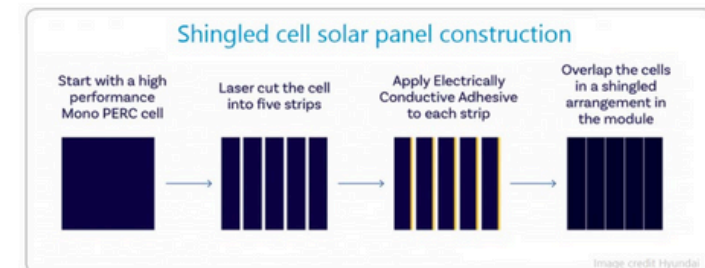 Shingled cell solar panel construction
Start with a high
performance
Mono PERC cell
Laser cut the cell
into five strips
Apply Electrically
Conductive Adhesive
to each strip
Overlap the cells
in a shingled
arrangement in
the module
Image credit Hyundai